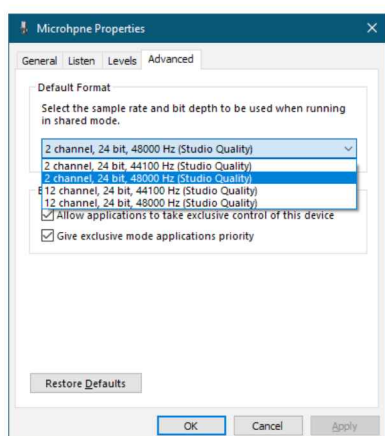 Microhpne Properties
General Listen Levels Advanced
Default Format
Select the sample rate and bit depth to be used when running
in shared mode.
2 channel, 24 bit, 48000 Hz (Studio Quality)
2 channel, 24 bit, 44100 Hz (Studio Quality)
2 channel, 24 bit, 48000 Hz (Studio Quality)
12 channel, 24 bit, 44100 Hz (Studio Quality)
12 channel, 24 bit, 48000 Hz (Studio Quality)
Allow applications to take exclusive control of this device
Give exclusive mode applications priority
Restore Defaults
OK Cancel Apply